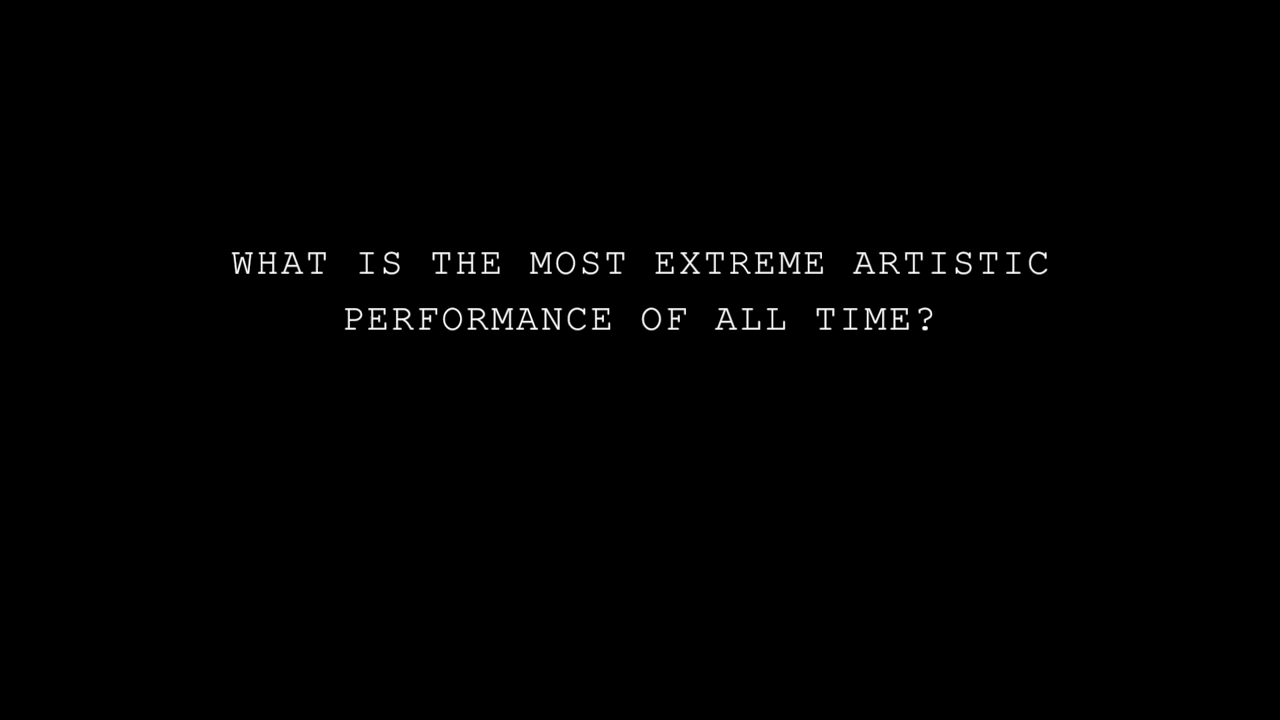 WHAT IS THE MOST EXTREME ARTISTIC
PERFORMANCE OF ALL TIME?